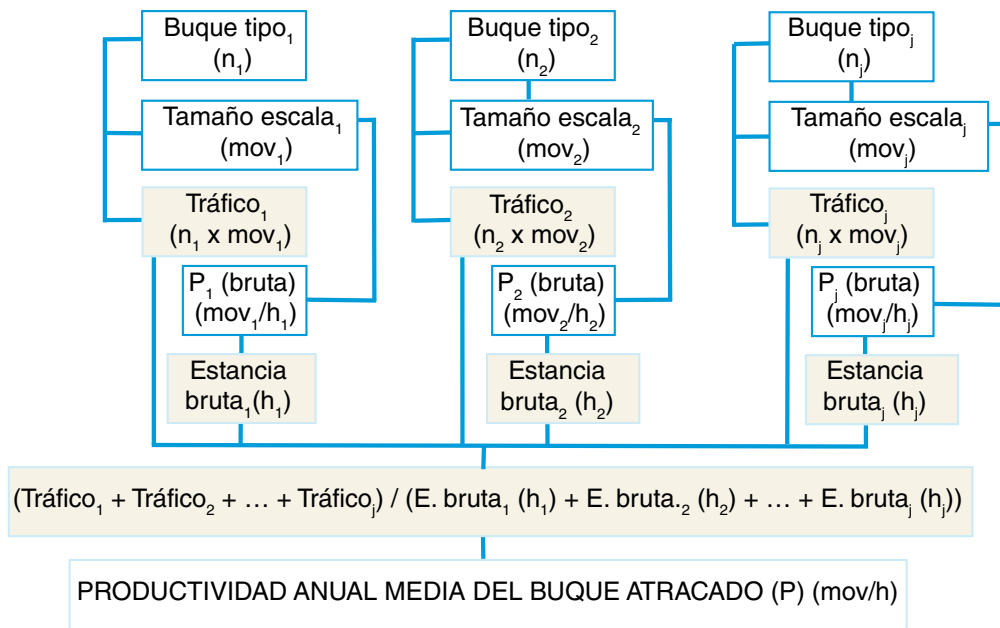 Buque tipo₁
(n₁)
Tamaño escala₁
(mov₁)
Tráfico₁
(n₁ x mov₁)
P₁ (bruta)
(mov₁/h₁)
Estancia
bruta₁(h₁)
Buque tipo₂
(n₂)
Tamaño escala₂
(mov₂)
Tráfico₂
(n₂ x mov₂)
P₂ (bruta)
(mov₂/h₂)
Estancia
bruta₂ (h₂)
Buque tipoⱼ
(nⱼ)
Tamaño escalaⱼ
(movⱼ)
Tráficoⱼ
(nⱼ x movⱼ)
Pⱼ (bruta)
(movⱼ/hⱼ)
Estancia
brutaⱼ (hⱼ)
(Tráfico₁ + Tráfico₂ + … + Tráficoⱼ) / (E. bruta₁ (h₁) + E. bruta.₂ (h₂) + … + E. brutaⱼ (hⱼ))
PRODUCTIVIDAD ANUAL MEDIA DEL BUQUE ATRACADO (P) (mov/h)